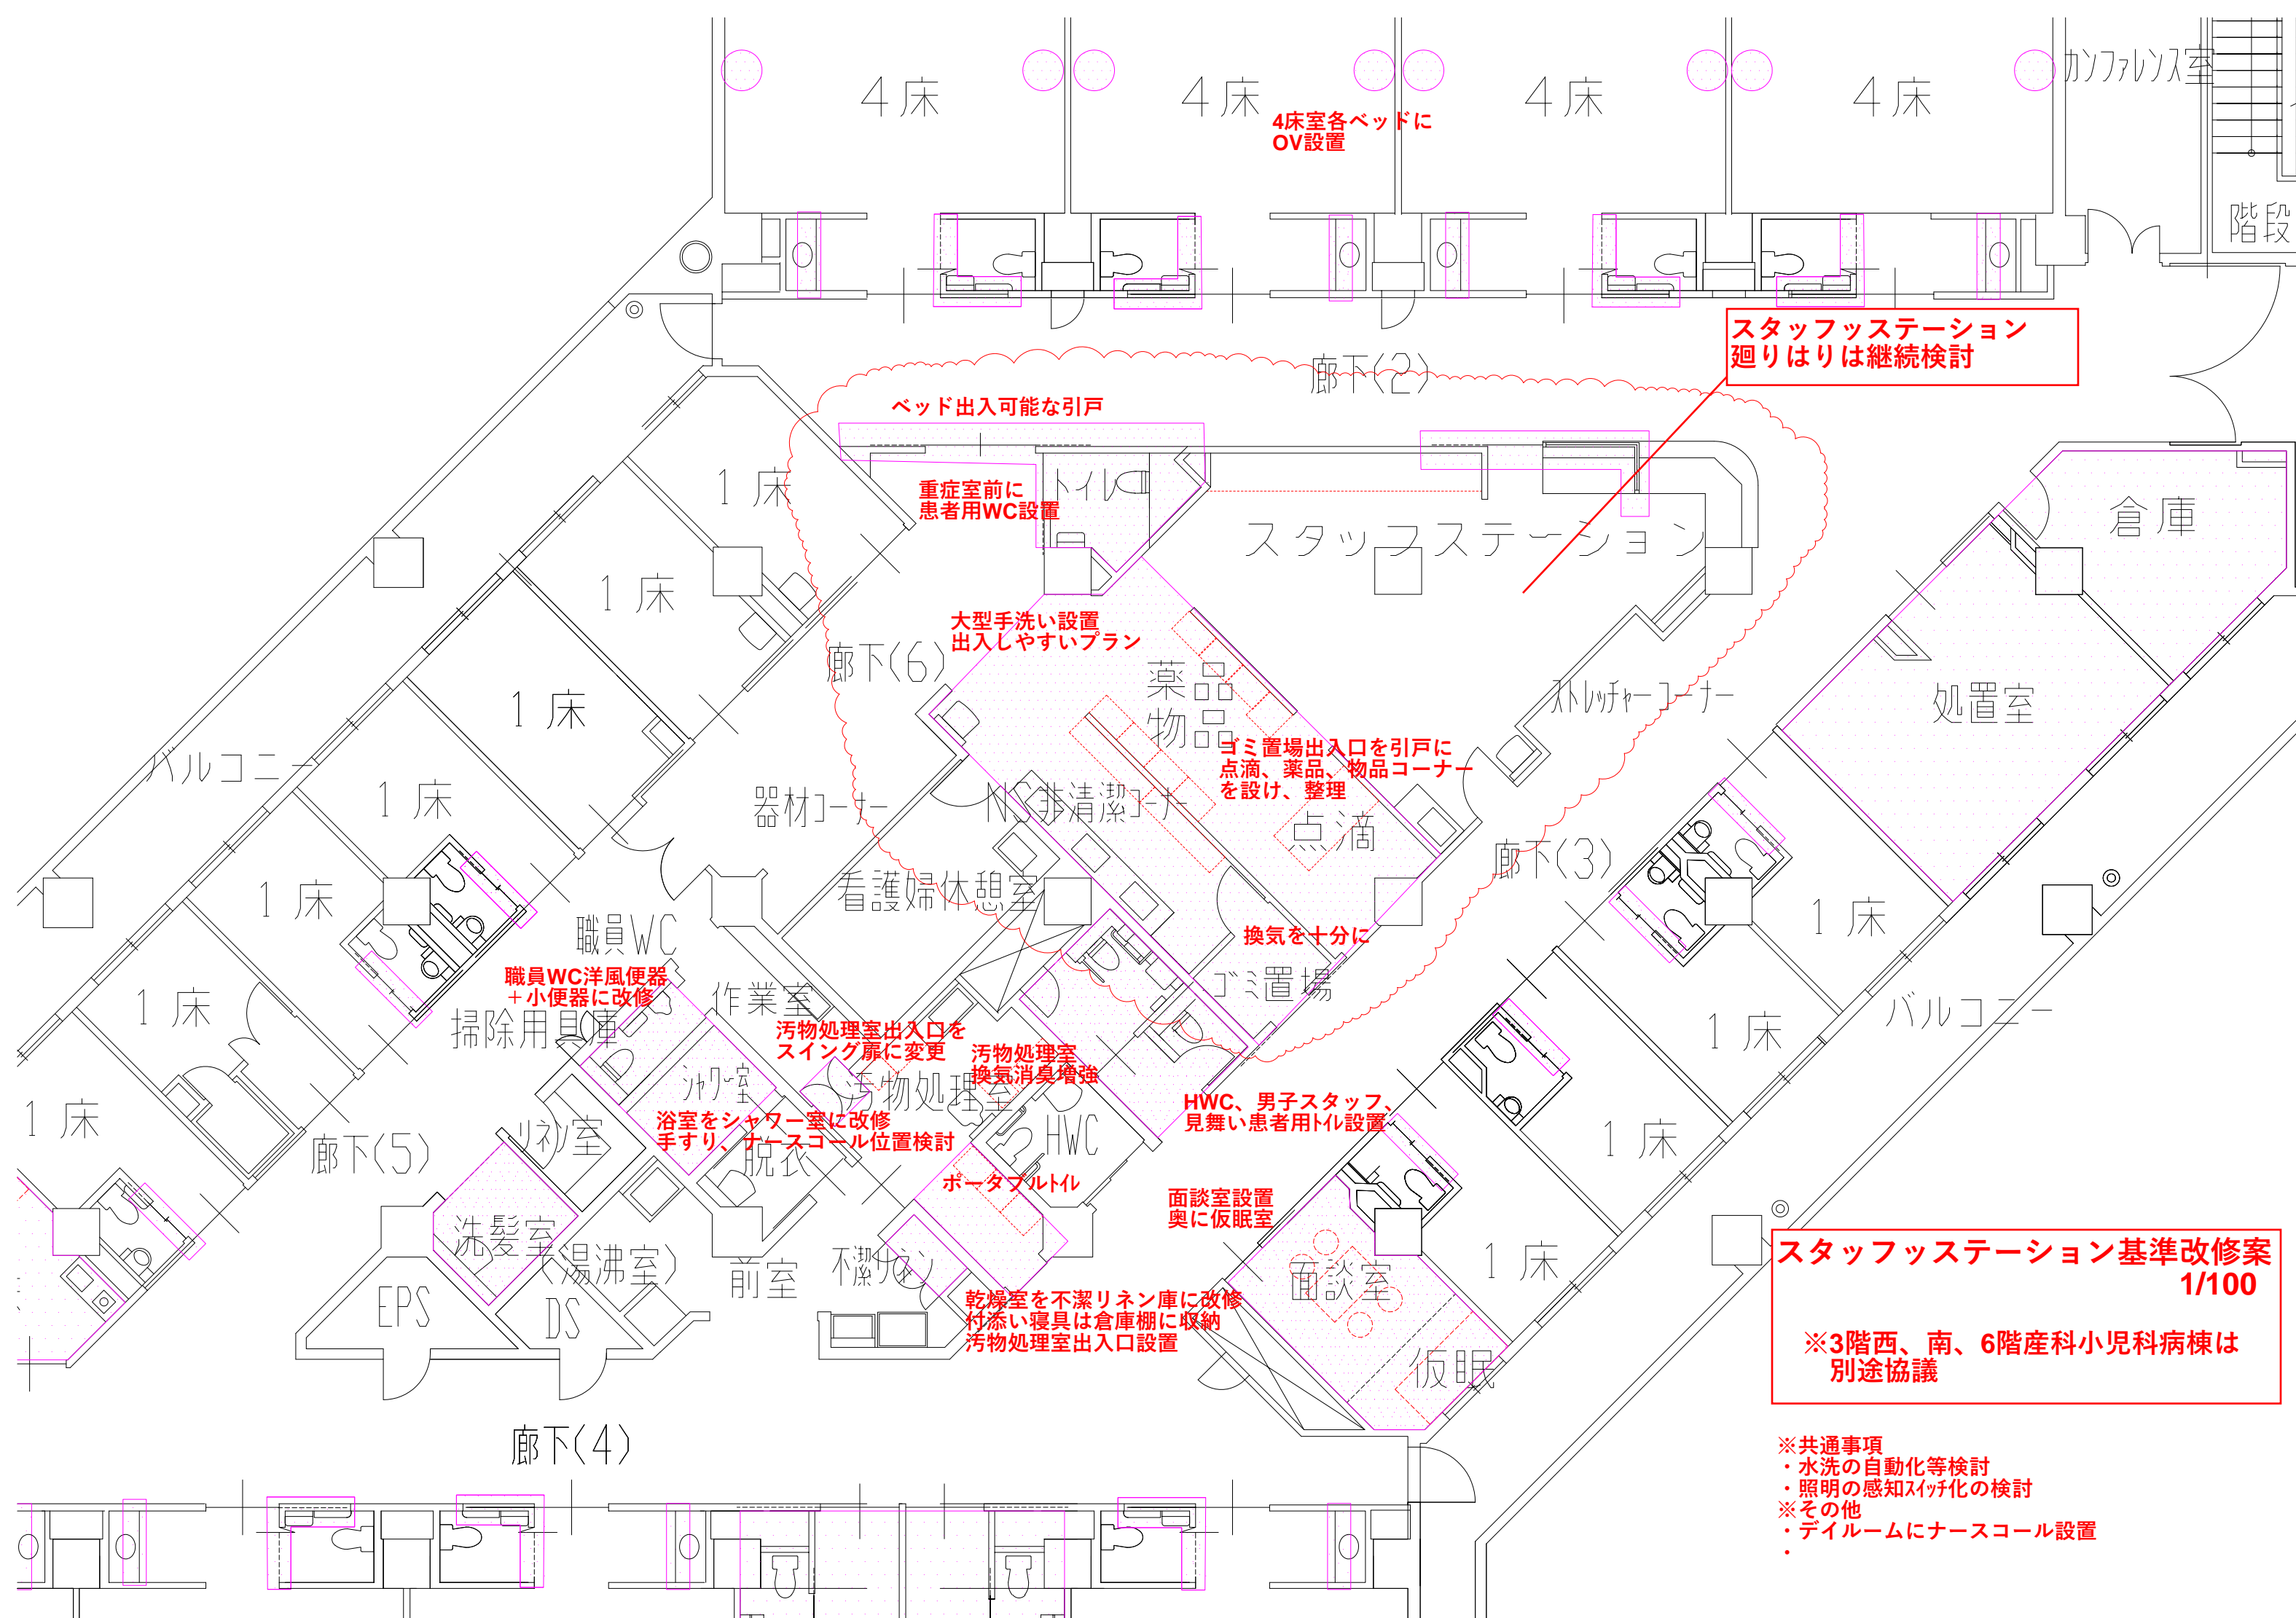 4床
4床
4床
4床
カンファレンス室
4床室各ベッドに
OV設置
階段
スタッフッステーション
廻りはりは継続検討
廊下(2)
ベッド出入可能な引戸
1床
重症室前に
患者用WC設置
トイレ
スタッフステーション
倉庫
1床
大型手洗い設置
出入しやすいプラン
廊下(6)
薬品
物品
ストレッチャーコーナー
処置室
1床
バルコニー
ゴミ置場出入口を引戸に
点滴、薬品、物品コーナー
を設け、整理
1床
器材コーナー
NS非清潔コーナー
点滴
廊下(3)
1床
看護婦休憩室
1床
職員WC
換気を十分に
職員WC洋風便器
+小便器に改修
作業室
ゴミ置場
1床
掃除用具庫
バルコニー
1床
汚物処理室出入口を
スイング扉に変更
汚物処理室
換気消臭増強
シャワー室
汚物処理室
HWC、男子スタッフ、
見舞い患者用トイレ設置
1床
浴室をシャワー室に改修
手すり、ナースコール位置検討
リネン室
HWC
1床
廊下(5)
脱衣
ポータブルトイレ
面談室設置
奥に仮眠室
洗髪室
(湯沸室)
前室
不潔リネン
面談室
1床
スタッフッステーション基準改修案
1/100
EPS
DS
乾燥室を不潔リネン庫に改修
付添い寝具は倉庫棚に収納
汚物処理室出入口設置
※3階西、南、6階産科小児科病棟は
別途協議
仮眠
廊下(4)
※共通事項
・水洗の自動化等検討
・照明の感知スイッチ化の検討
※その他
・デイルームにナースコール設置
・